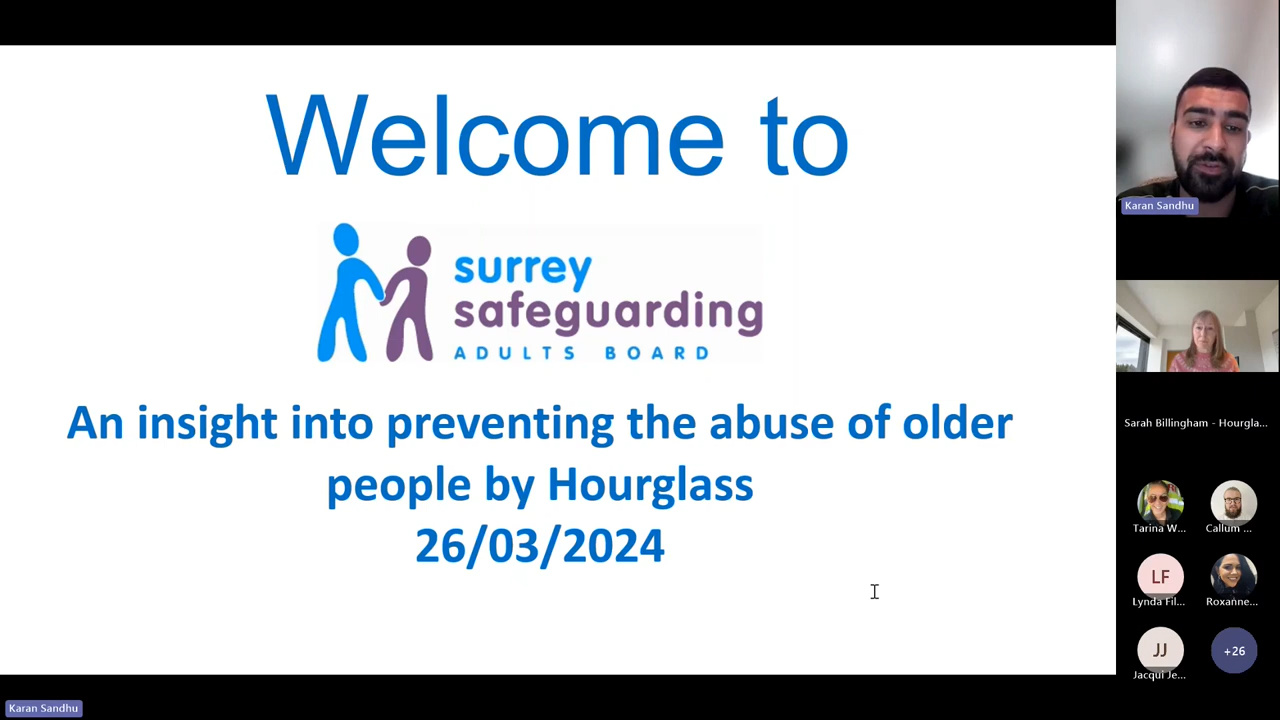 Welcome to
surrey
safeguarding
ADULTS BOARD
An insight into preventing the abuse of older
people by Hourglass
26/03/2024
Karan Sandhu
Sarah Billingham - Hourgla...
Tarina W...
Callum ...
LF
Lynda Fil...
Roxanne...
JJ
Jacqui Je...
+26
Karan Sandhu